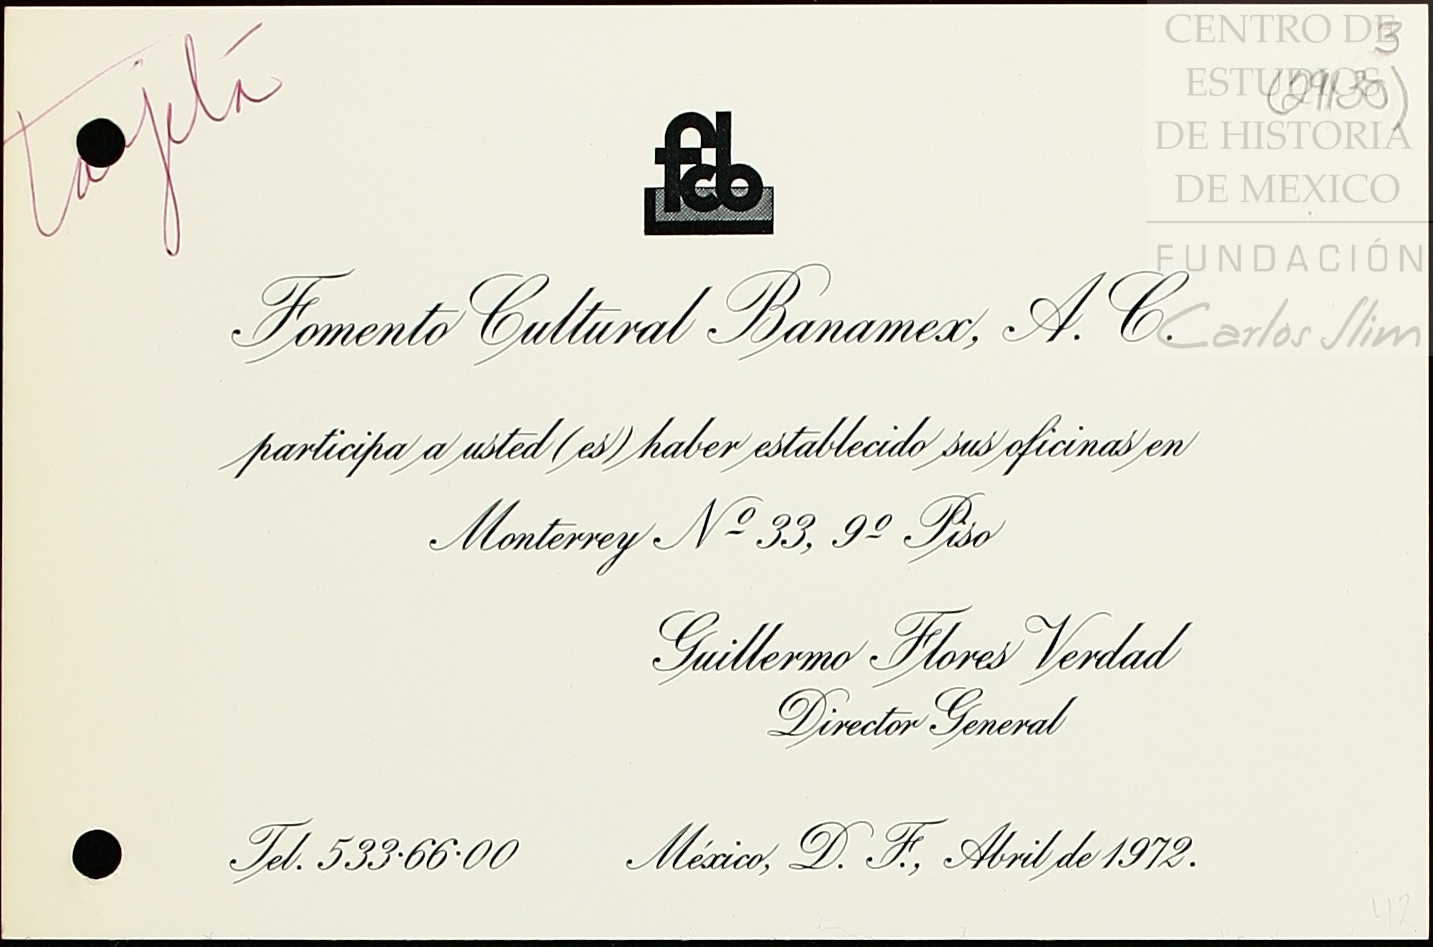 tarjeta
CENTRO DE
ESTUDIOS
DE HISTORIA
DE MEXICO
FUNDACIÓN
Carlos Slim
3
fcb
Fomento Cultural Banamex, A. C.
participa a usted (es) haber establecido sus oficinas en
Monterrey Nº 33, 9º Piso
Guillermo Flores Verdad
Director General
Tel. 533·66·00 México, D. F., Abril de 1972.
42